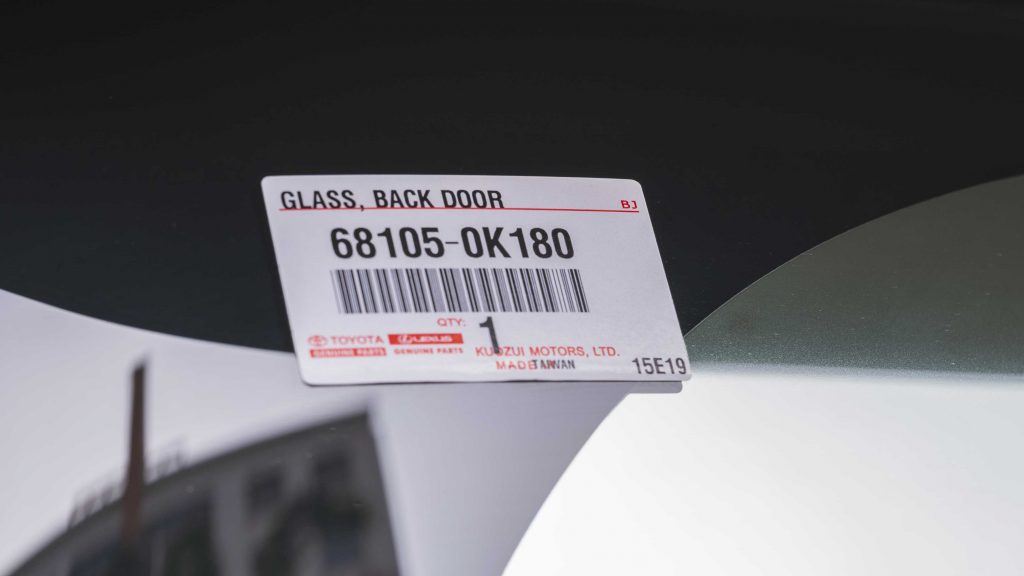 GLASS, BACK DOOR
BJ
68105-0K180
QTY: 1
TOYOTA LEXUS
GENUINE PARTS GENUINE PARTS
KUOZUI MOTORS, LTD.
MADE IN TAIWAN
15E19